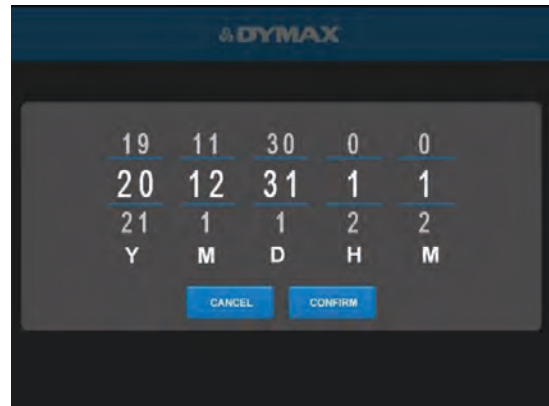 DYMAX
19 11 30 0 0
20 12 31 1 1
21 1 1 2 2
Y M D H M
CANCEL CONFIRM